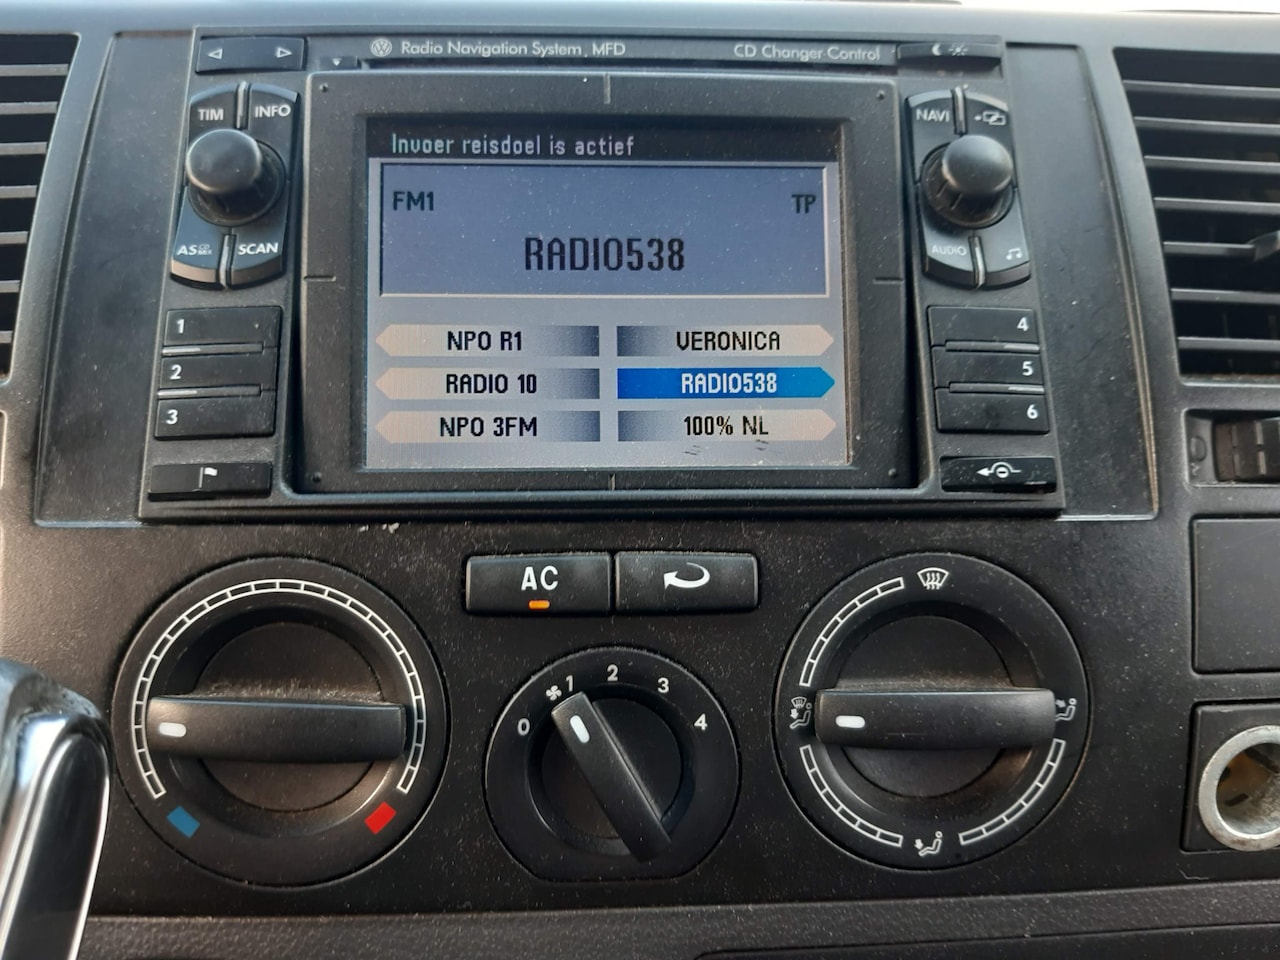 Radio Navigation System, MFD
CD Changer Control
TIM
INFO
NAVI
AS
SCAN
AUDIO
Invoer reisdoel is actief
FM1
TP
RADIO538
NPO R1
VERONICA
RADIO 10
RADIO538
NPO 3FM
100% NL
1
2
3
4
5
6
AC
0
1
2
3
4